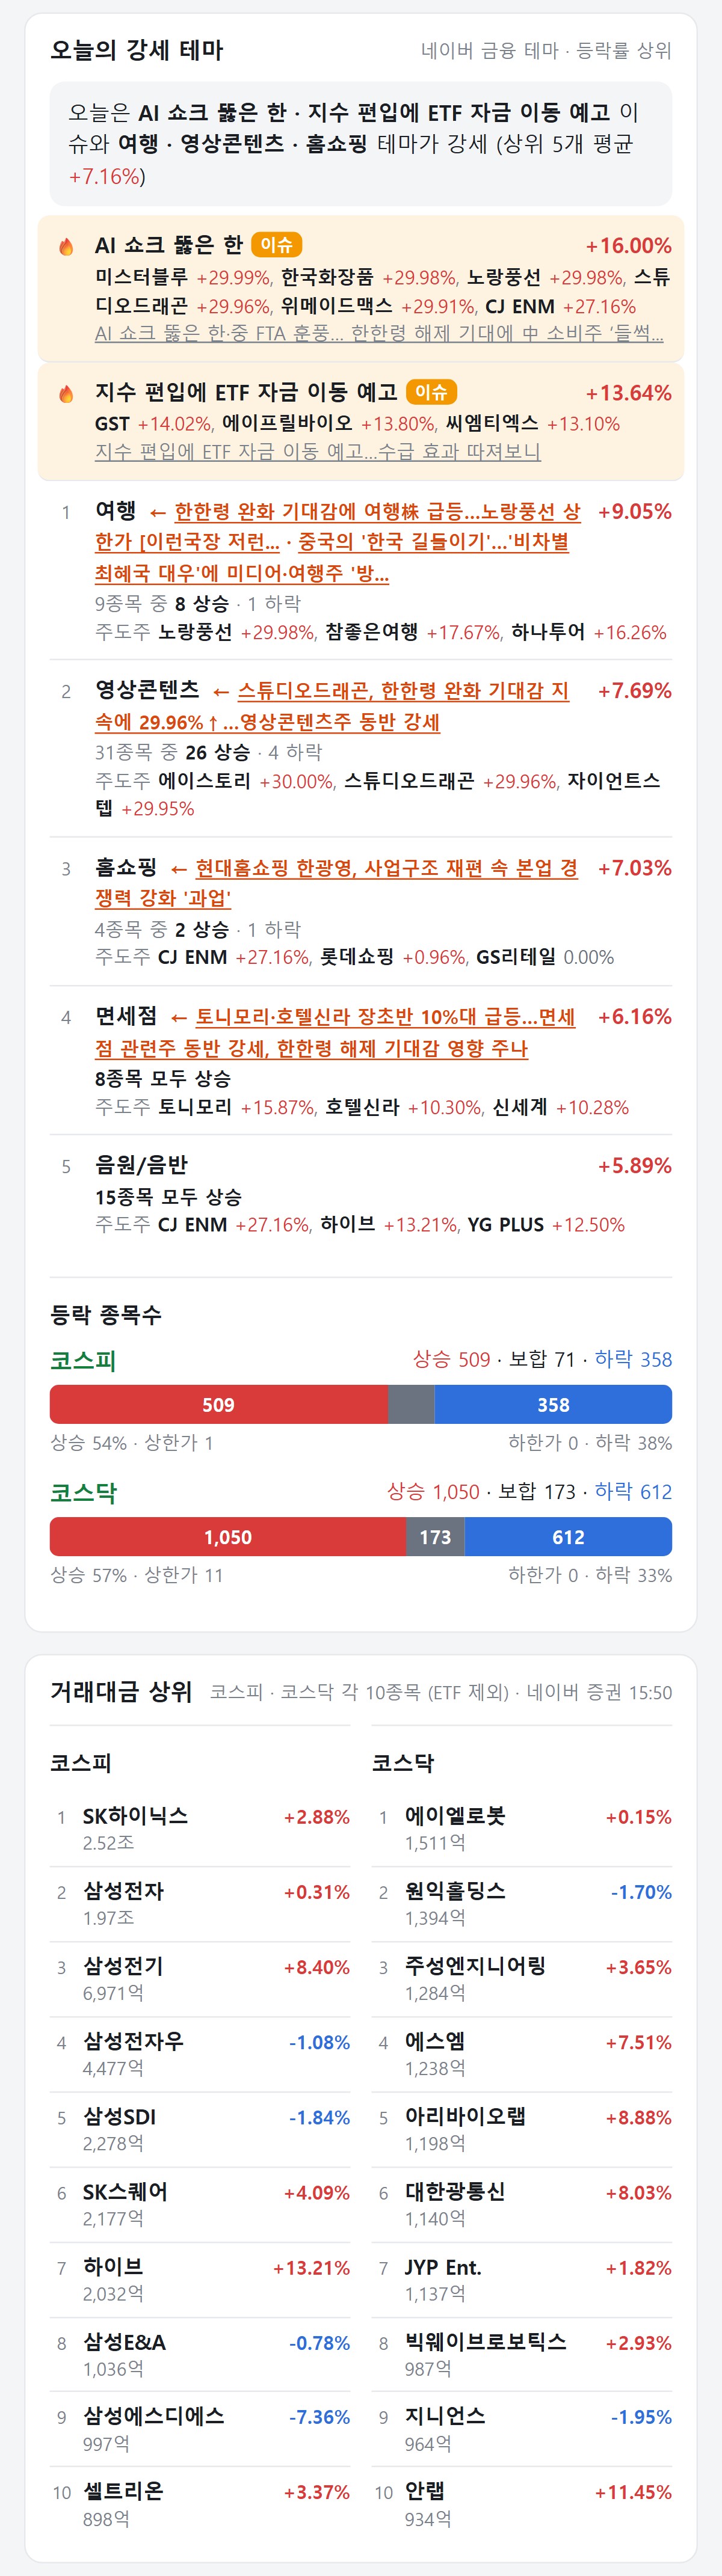 오늘의 강세 테마
네이버 금융 테마 · 등락률 상위
오늘은 AI 쇼크 뚫은 한 · 지수 편입에 ETF 자금 이동 예고 이
슈와 여행 · 영상콘텐츠 · 홈쇼핑 테마가 강세 (상위 5개 평균
+7.16%)
AI 쇼크 뚫은 한 이슈 +16.00%
미스터블루 +29.99%, 한국화장품 +29.98%, 노랑풍선 +29.98%, 스튜
디오드래곤 +29.96%, 위메이드맥스 +29.91%, CJ ENM +27.16%
AI 쇼크 뚫은 한·중 FTA 훈풍… 한한령 해제 기대에 中 소비주 ‘들썩…
지수 편입에 ETF 자금 이동 예고 이슈 +13.64%
GST +14.02%, 에이프릴바이오 +13.80%, 씨엠티엑스 +13.10%
지수 편입에 ETF 자금 이동 예고…수급 효과 따져보니
1 여행 ← 한한령 완화 기대감에 여행株 급등…노랑풍선 상 +9.05%
한가 [이런국장 저런… · 중국의 '한국 길들이기'…'비차별
최혜국 대우'에 미디어·여행주 '방…
9종목 중 8 상승 · 1 하락
주도주 노랑풍선 +29.98%, 참좋은여행 +17.67%, 하나투어 +16.26%
2 영상콘텐츠 ← 스튜디오드래곤, 한한령 완화 기대감 지 +7.69%
속에 29.96%↑…영상콘텐츠주 동반 강세
31종목 중 26 상승 · 4 하락
주도주 에이스토리 +30.00%, 스튜디오드래곤 +29.96%, 자이언트스
텝 +29.95%
3 홈쇼핑 ← 현대홈쇼핑 한광영, 사업구조 재편 속 본업 경 +7.03%
쟁력 강화 '과업'
4종목 중 2 상승 · 1 하락
주도주 CJ ENM +27.16%, 롯데쇼핑 +0.96%, GS리테일 0.00%
4 면세점 ← 토니모리·호텔신라 장초반 10%대 급등…면세 +6.16%
점 관련주 동반 강세, 한한령 해제 기대감 영향 주나
8종목 모두 상승
주도주 토니모리 +15.87%, 호텔신라 +10.30%, 신세계 +10.28%
5 음원/음반 +5.89%
15종목 모두 상승
주도주 CJ ENM +27.16%, 하이브 +13.21%, YG PLUS +12.50%
등락 종목수
코스피 상승 509 · 보합 71 · 하락 358
509 358
상승 54% · 상한가 1 하한가 0 · 하락 38%
코스닥 상승 1,050 · 보합 173 · 하락 612
1,050 173 612
상승 57% · 상한가 11 하한가 0 · 하락 33%
거래대금 상위 코스피 · 코스닥 각 10종목 (ETF 제외) · 네이버 증권 15:50
코스피
1 SK하이닉스 +2.88%
2.52조
2 삼성전자 +0.31%
1.97조
3 삼성전기 +8.40%
6,971억
4 삼성전자우 -1.08%
4,477억
5 삼성SDI -1.84%
2,278억
6 SK스퀘어 +4.09%
2,177억
7 하이브 +13.21%
2,032억
8 삼성E&A -0.78%
1,036억
9 삼성에스디에스 -7.36%
997억
10 셀트리온 +3.37%
898억
코스닥
1 에이엘로봇 +0.15%
1,511억
2 원익홀딩스 -1.70%
1,394억
3 주성엔지니어링 +3.65%
1,284억
4 에스엠 +7.51%
1,238억
5 아리바이오랩 +8.88%
1,198억
6 대한광통신 +8.03%
1,140억
7 JYP Ent. +1.82%
1,137억
8 빅웨이브로보틱스 +2.93%
987억
9 지니언스 -1.95%
964억
10 안랩 +11.45%
934억